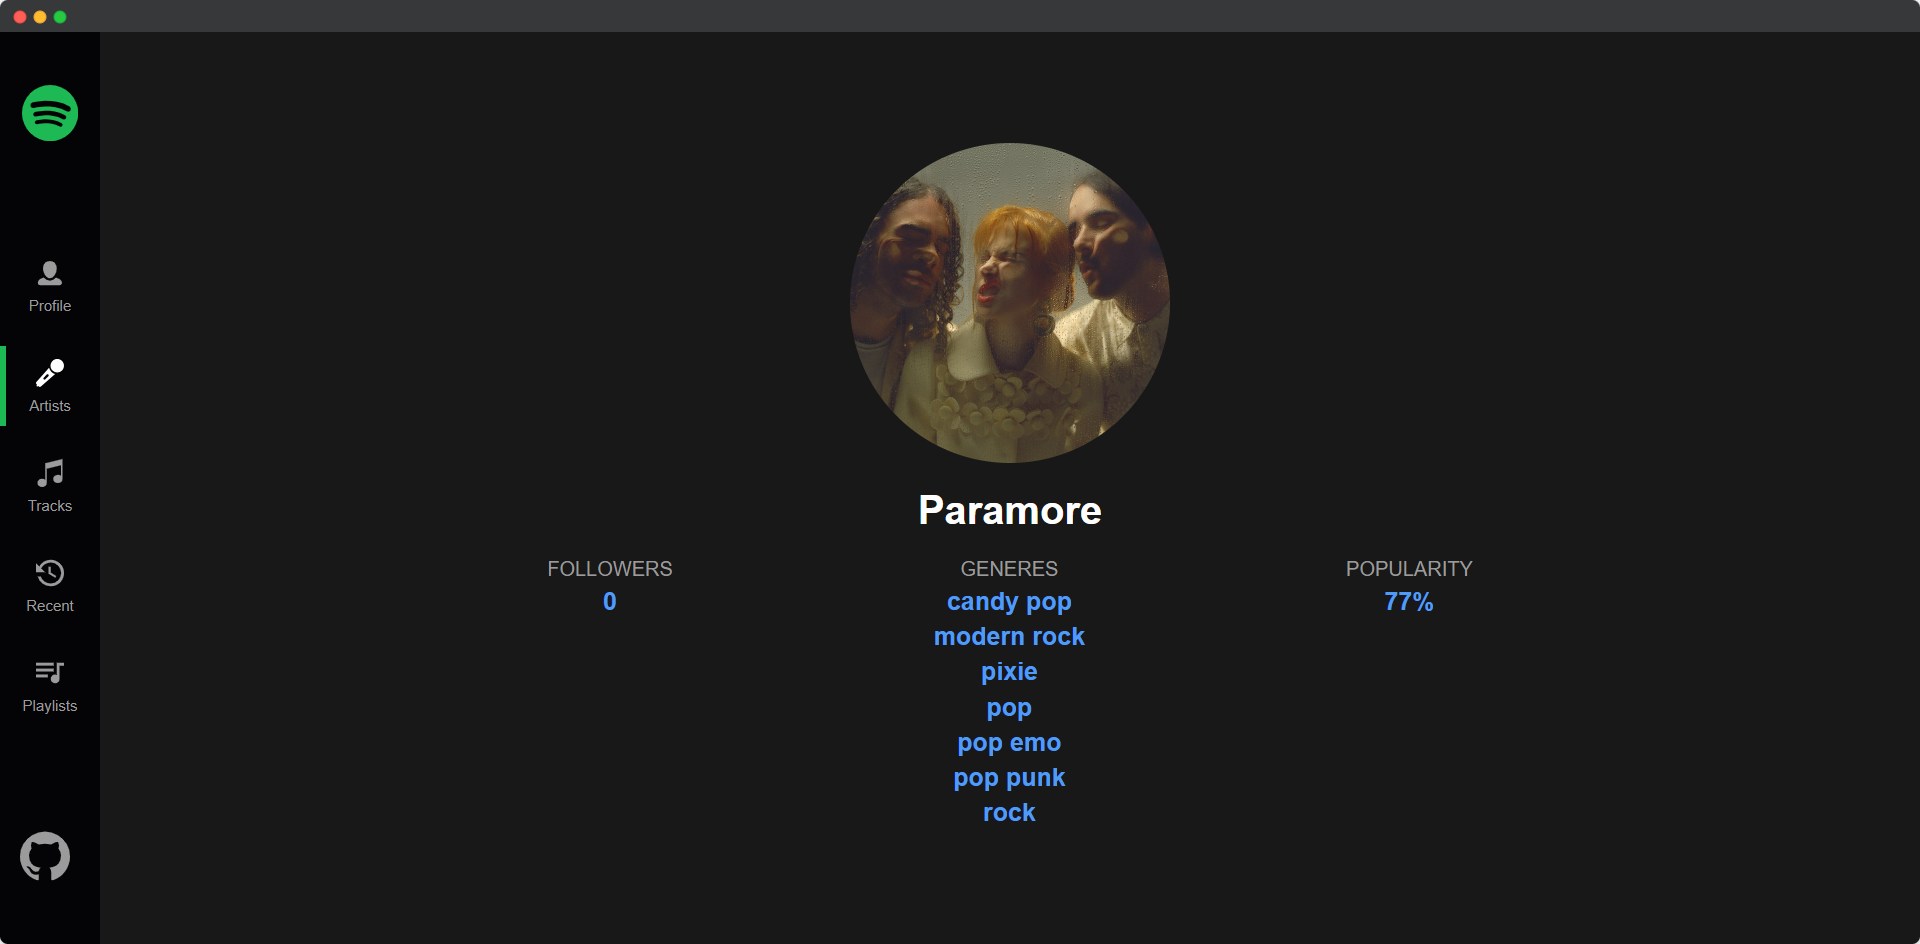 Profile
Artists
Tracks
Recent
Playlists
Paramore
FOLLOWERS
0
GENERES
candy pop
modern rock
pixie
pop
pop emo
pop punk
rock
POPULARITY
77%